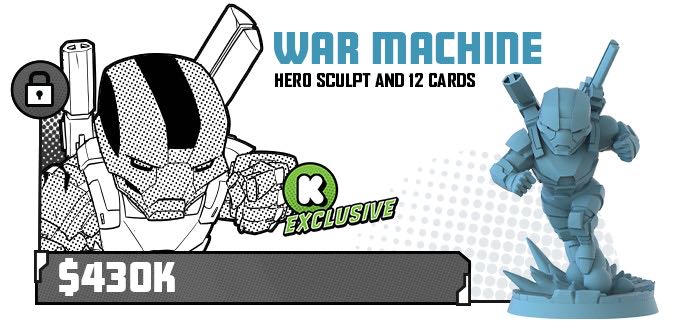 WAR MACHINE
HERO SCULPT AND 12 CARDS
K
EXCLUSIVE
$430K